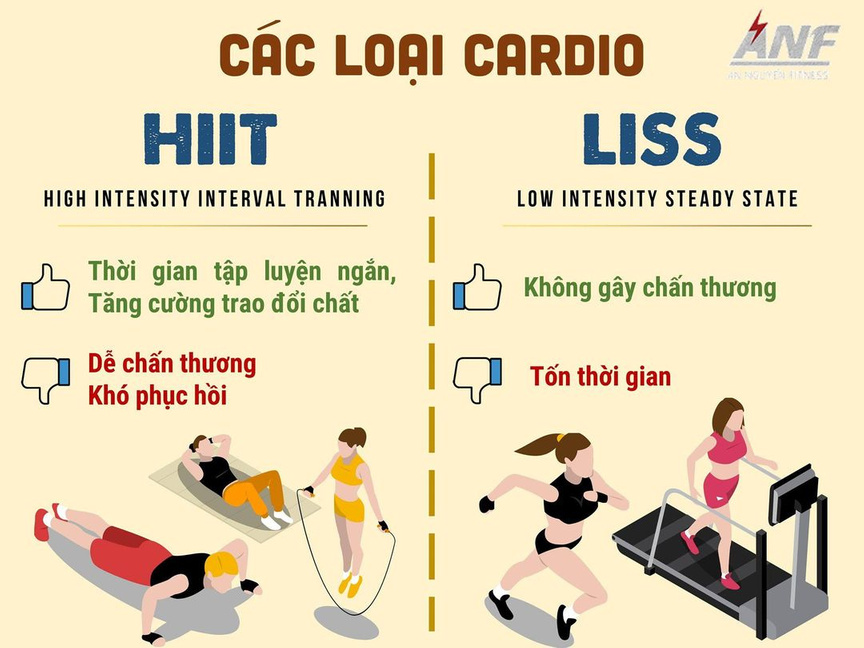 CÁC LOẠI CARDIO
ANF
AN NGUYEN FITNESS
HIIT
HIGH INTENSITY INTERVAL TRANNING
Thời gian tập luyện ngắn,
Tăng cường trao đổi chất
Dễ chấn thương
Khó phục hồi
LISS
LOW INTENSITY STEADY STATE
Không gây chấn thương
Tốn thời gian